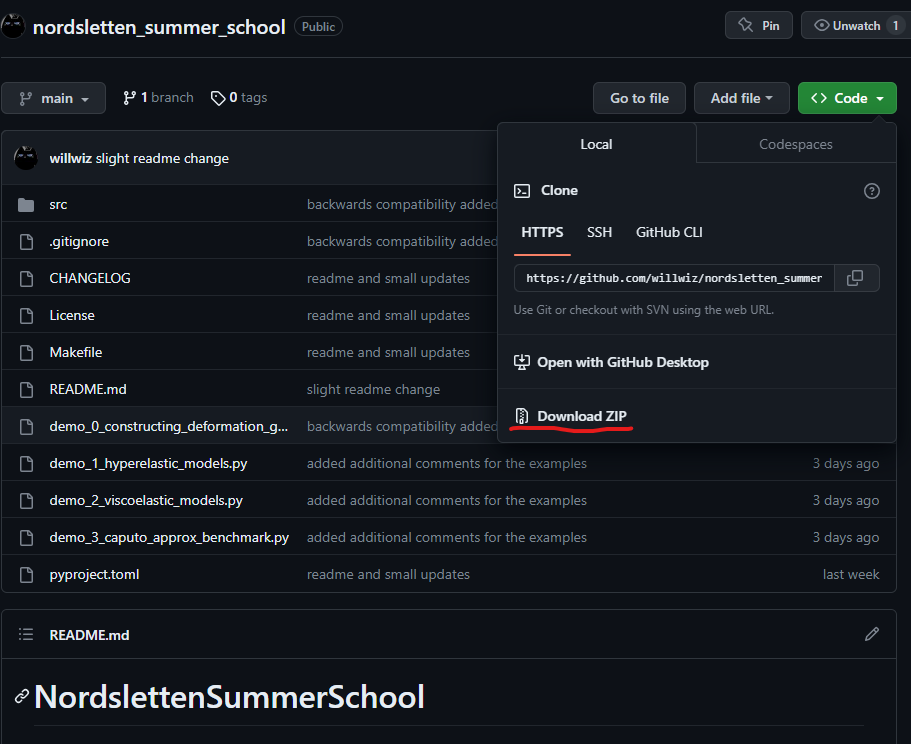 nordsletten_summer_school Public Pin Unwatch 1
main 1 branch 0 tags Go to file Add file <> Code
Local Codespaces
willwiz slight readme change
Clone
src backwards compatibility added
HTTPS SSH GitHub CLI
.gitignore backwards compatibility added
CHANGELOG readme and small updates
https://github.com/willwiz/nordsletten_summer
License readme and small updates
Use Git or checkout with SVN using the web URL.
Makefile readme and small updates
Open with GitHub Desktop
README.md slight readme change
Download ZIP
demo_0_constructing_deformation_g... backwards compatibility added
demo_1_hyperelastic_models.py added additional comments for the examples 3 days ago
demo_2_viscoelastic_models.py added additional comments for the examples 3 days ago
demo_3_caputo_approx_benchmark.py added additional comments for the examples 3 days ago
pyproject.toml readme and small updates last week
README.md
NordslettenSummerSchool